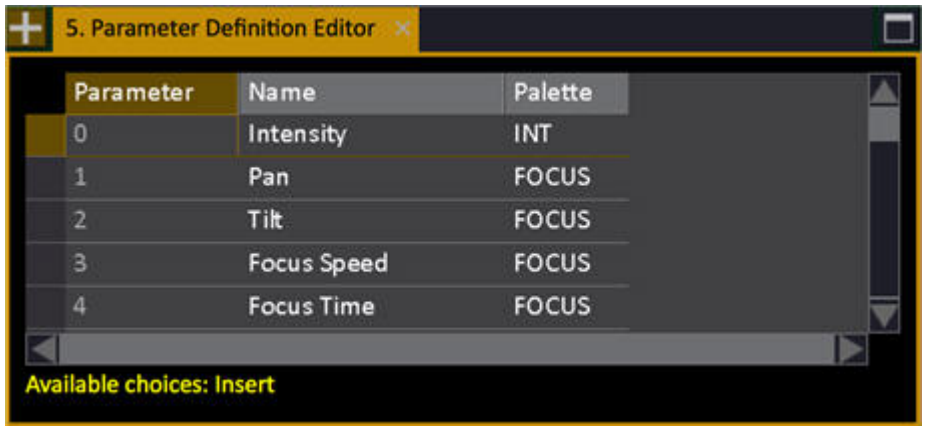 5. Parameter Definition Editor ×
Parameter Name Palette
0 Intensity INT
1 Pan FOCUS
2 Tilt FOCUS
3 Focus Speed FOCUS
4 Focus Time FOCUS
Available choices: Insert